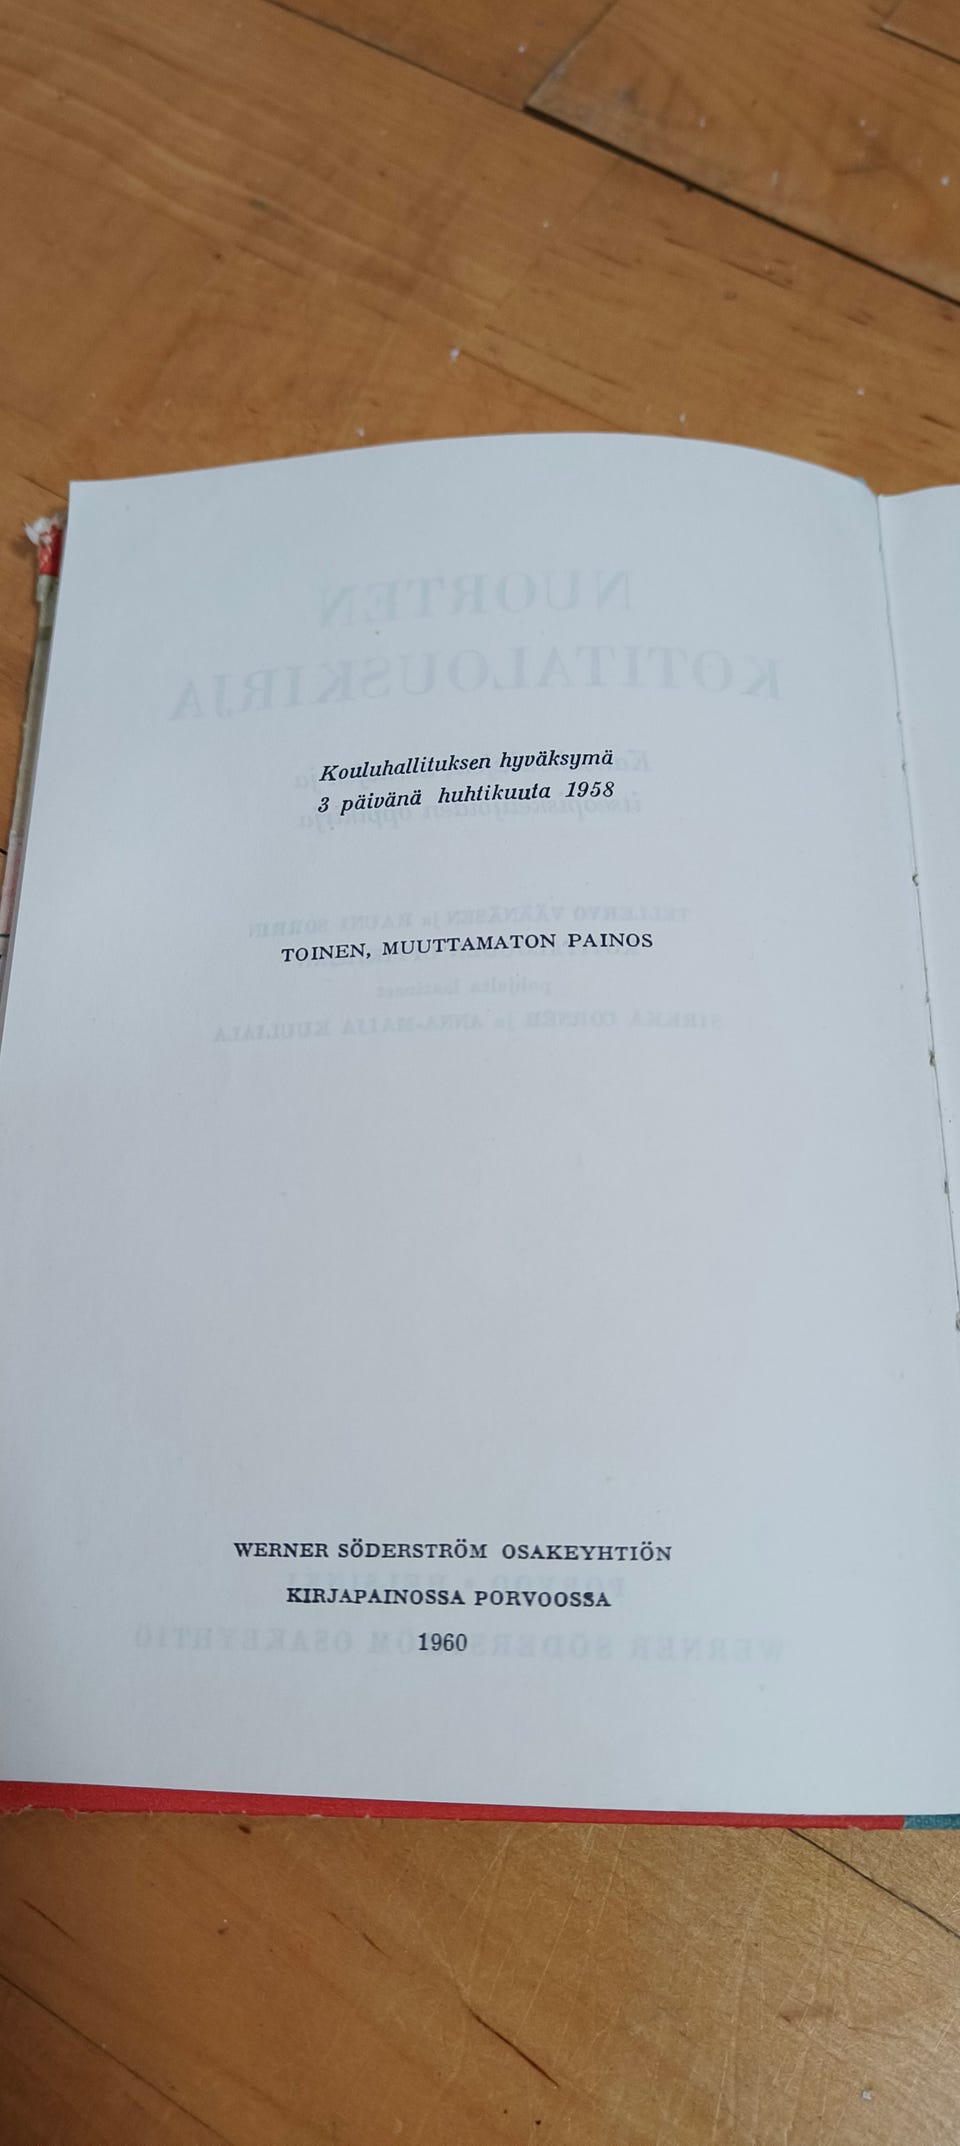 Kouluhallituksen hyväksymä
3 päivänä huhtikuuta 1958
TOINEN, MUUTTAMATON PAINOS
WERNER SÖDERSTRÖM OSAKEYHTIÖN
KIRJAPAINOSSA PORVOOSSA
1960